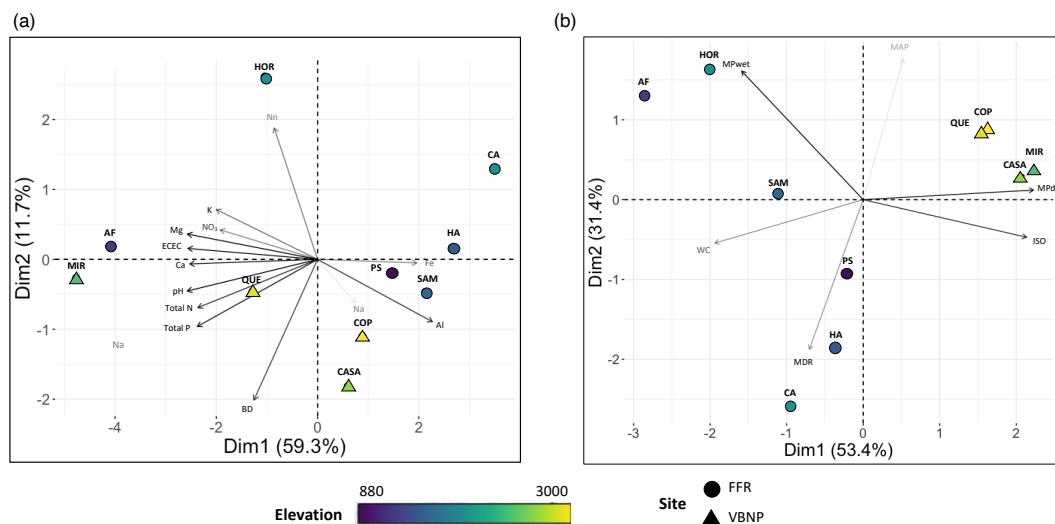 (a)
(b)
HOR
Nn
CA
K
NO₃
Mg
ECEC
Ca
AF
MIR
QUE
pH
Total N
Total P
Na
BD
HA
PS
Fe
SAM
Na
Al
COP
CASA
2
1
0
-1
-2
-4
-2
0
2
Dim2 (11.7%)
Dim1 (59.3%)
HOR
MPwet
MAP
AF
COP
QUE
MIR
CASA
MPd
SAM
ISO
WC
PS
HA
MDR
CA
1
0
-1
-2
-3
-2
-1
0
1
2
Dim2 (31.4%)
Dim1 (53.4%)
880
3000
Elevation
Site
FFR
VBNP